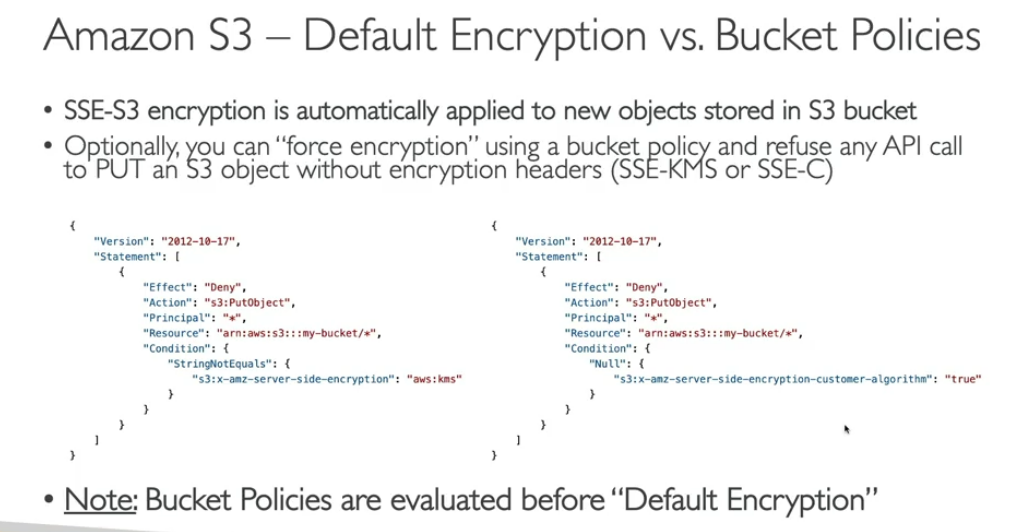 Amazon S3 – Default Encryption vs. Bucket Policies
• SSE-S3 encryption is automatically applied to new objects stored in S3 bucket
• Optionally, you can “force encryption” using a bucket policy and refuse any API call
to PUT an S3 object without encryption headers (SSE-KMS or SSE-C)
{
"Version": "2012-10-17",
"Statement": [
{
"Effect": "Deny",
"Action": "s3:PutObject",
"Principal": "*",
"Resource": "arn:aws:s3:::my-bucket/*",
"Condition": {
"StringNotEquals": {
"s3:x-amz-server-side-encryption": "aws:kms"
}
}
}
]
}
{
"Version": "2012-10-17",
"Statement": [
{
"Effect": "Deny",
"Action": "s3:PutObject",
"Principal": "*",
"Resource": "arn:aws:s3:::my-bucket/*",
"Condition": {
"Null": {
"s3:x-amz-server-side-encryption-customer-algorithm": "true"
}
}
}
]
}
• Note: Bucket Policies are evaluated before “Default Encryption”